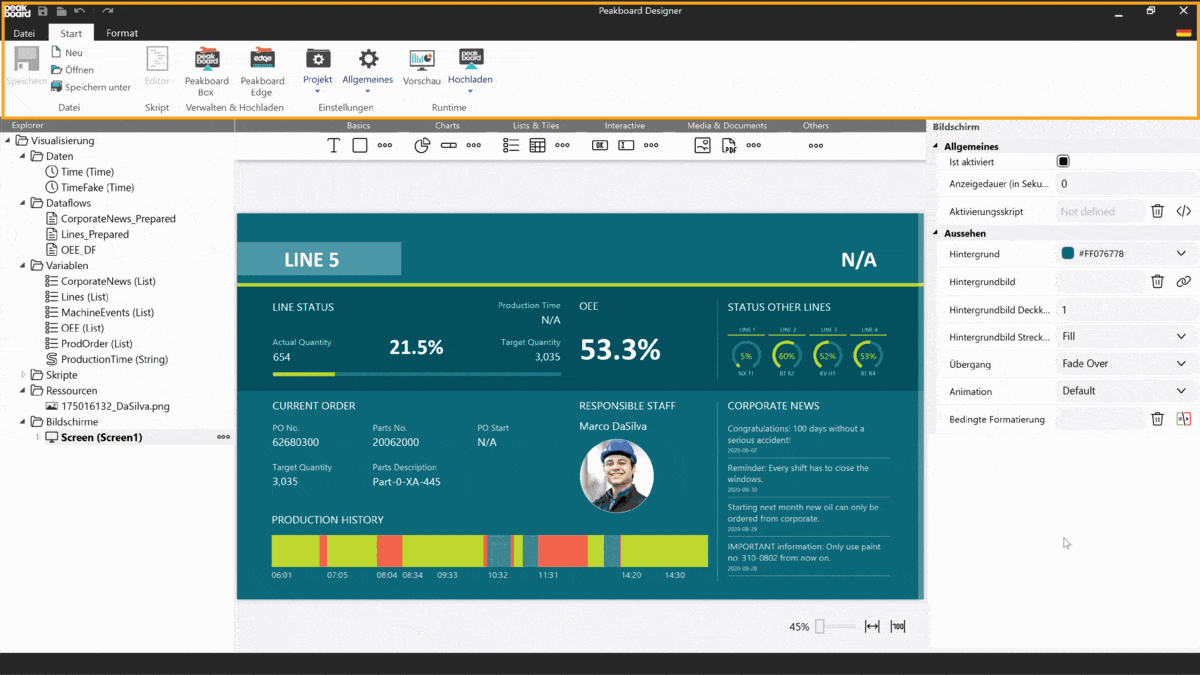 peak board
Peakboard Designer
Datei Start Format
Speichern
Neu
Öffnen
Speichern unter
Datei
Editor
Skript
Peakboard Box
Peakboard Edge
Verwalten & Hochladen
Projekt
Allgemeines
Einstellungen
Vorschau
Hochladen
Runtime
Explorer
Visualisierung
Daten
Time (Time)
TimeFake (Time)
Dataflows
CorporateNews_Prepared
Lines_Prepared
OEE_DF
Variablen
CorporateNews (List)
Lines (List)
MachineEvents (List)
OEE (List)
ProdOrder (List)
ProductionTime (String)
Skripte
Ressourcen
175016132_DaSilva.png
Bildschirme
Screen (Screen1)
Basics Charts Lists & Tiles Interactive Media & Documents Others
LINE 5
N/A
LINE STATUS
Production Time
N/A
Actual Quantity
654
21.5%
Target Quantity
3,035
OEE
53.3%
STATUS OTHER LINES
LINE 1 LINE 2 LINE 3 LINE 4
5% 60% 52% 53%
NX T1 BT R2 KV H1 BT R4
CURRENT ORDER
PO No.
62680300
Parts No.
20062000
PO Start
N/A
Target Quantity
3,035
Parts Description
Part-0-XA-445
RESPONSIBLE STAFF
Marco DaSilva
CORPORATE NEWS
Congratulations! 100 days without a
serious accident!
2020-09-02
Reminder: Every shift has to close the
windows.
2020-08-30
Starting next month new oil can only be
ordered from corporate.
2020-08-29
IMPORTANT information: Only use paint
no. 310-0802 from now on.
2020-08-28
PRODUCTION HISTORY
06:01 07:05 08:04 08:34 09:33 10:32 11:31 14:20 14:30
45%
100
Bildschirm
Allgemeines
Ist aktiviert
Anzeigedauer (in Seku... 0
Aktivierungsskript Not defined
Aussehen
Hintergrund #FF076778
Hintergrundbild
Hintergrundbild Deckk... 1
Hintergrundbild Streck... Fill
Übergang Fade Over
Animation Default
Bedingte Formatierung